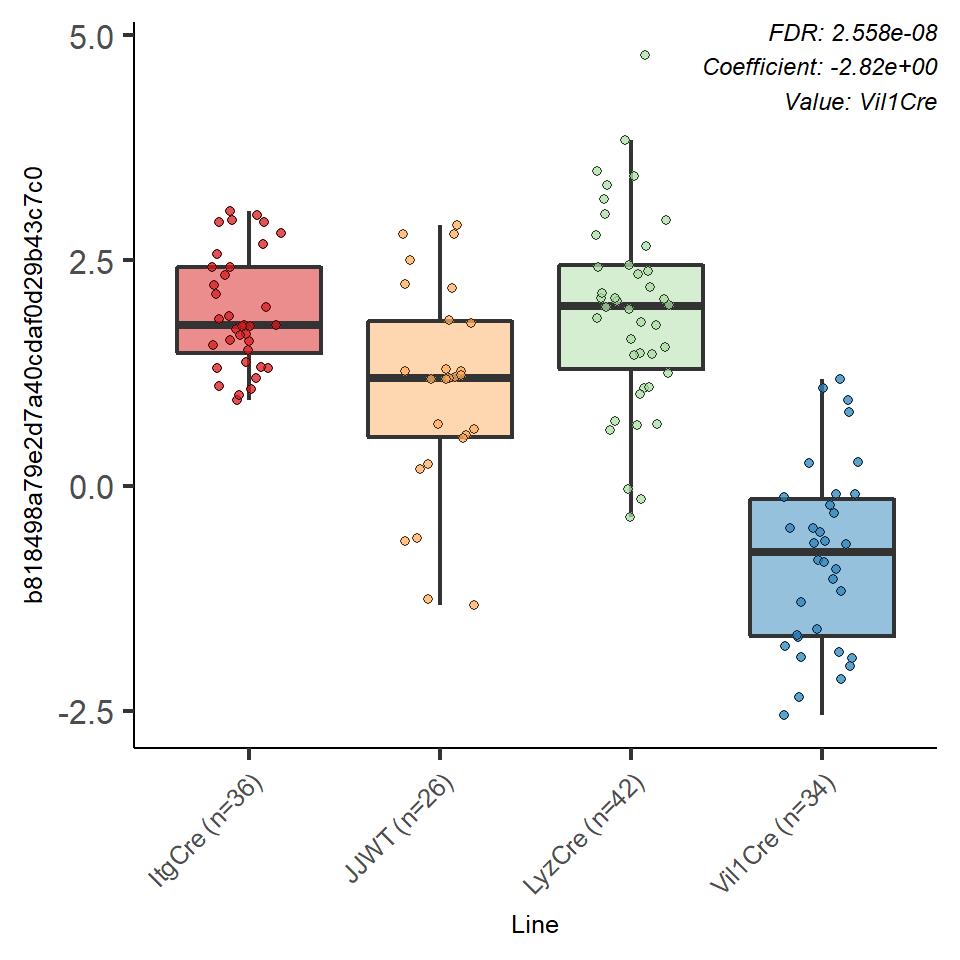 FDR: 2.558e-08
Coefficient: -2.82e+00
Value: Vil1Cre
5.0
2.5
0.0
-2.5
b818498a79e2d7a40cdaf0d29b43c7c0
ItgCre (n=36)
JJWT (n=26)
LyzCre (n=42)
Vil1Cre (n=34)
Line